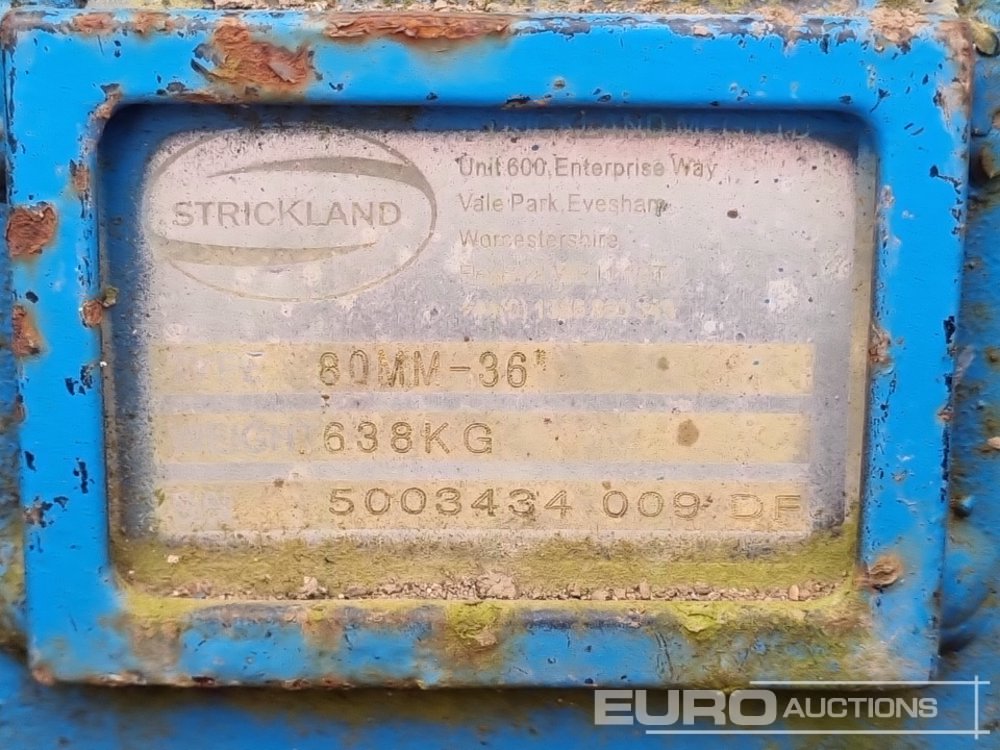 STRICKLAND
Unit 600, Enterprise Way
Vale Park, Evesham
Worcestershire
80MM-36"
638KG
5003434 009 DF
EURO AUCTIONS